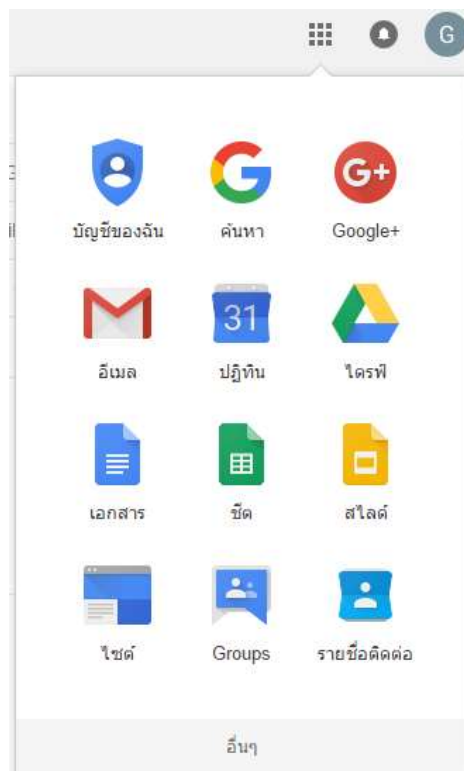 G
บัญชีของฉัน ค้นหา Google+
31
อีเมล ปฏิทิน ไดรฟ์
เอกสาร ชีต สไลด์
ไซต์ Groups รายชื่อติดต่อ
อื่นๆ